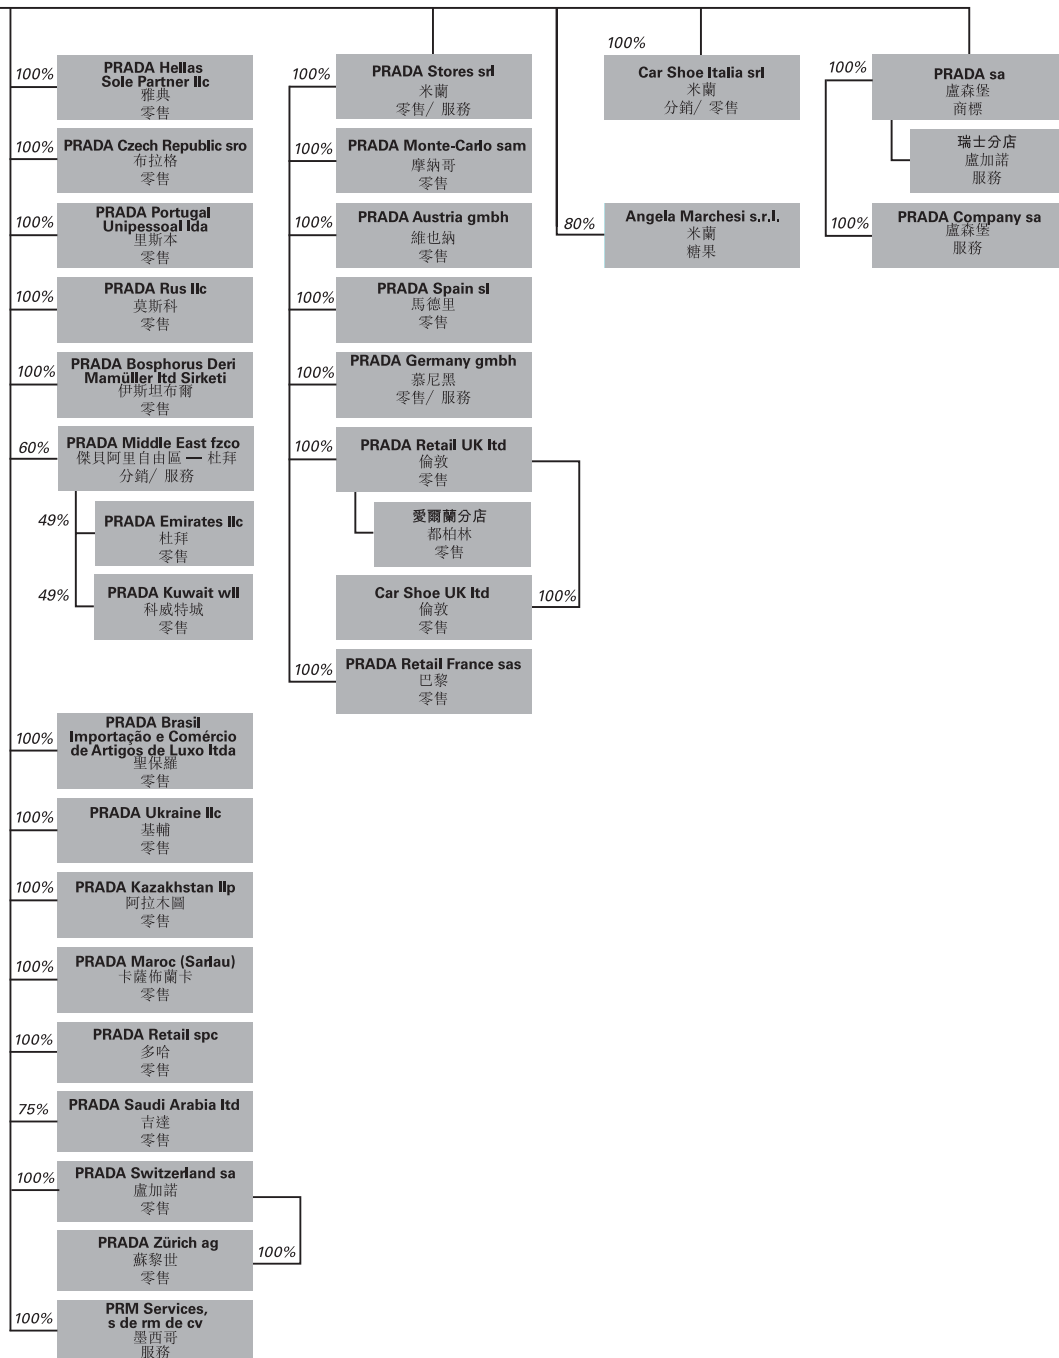 100%
PRADA Hellas
Sole Partner llc
雅典
零售
100%
PRADA Czech Republic sro
布拉格
零售
100%
PRADA Portugal
Unipessoal lda
里斯本
零售
100%
PRADA Rus llc
莫斯科
零售
100%
PRADA Bosphorus Deri
Mamüller ltd Sirketi
伊斯坦布爾
零售
60%
PRADA Middle East fzco
傑貝阿里自由區 — 杜拜
分銷/ 服務
49%
PRADA Emirates llc
杜拜
零售
49%
PRADA Kuwait wll
科威特城
零售
100%
PRADA Brasil
Importação e Comércio
de Artigos de Luxo ltda
聖保羅
零售
100%
PRADA Ukraine llc
基輔
零售
100%
PRADA Kazakhstan llp
阿拉木圖
零售
100%
PRADA Maroc (Sarlau)
卡薩佈蘭卡
零售
100%
PRADA Retail spc
多哈
零售
75%
PRADA Saudi Arabia ltd
吉達
零售
100%
PRADA Switzerland sa
盧加諾
零售
PRADA Zürich ag
蘇黎世
零售
100%
100%
PRM Services,
s de rm de cv
墨西哥
服務
100%
PRADA Stores srl
米蘭
零售/ 服務
100%
PRADA Monte-Carlo sam
摩納哥
零售
100%
PRADA Austria gmbh
維也納
零售
100%
PRADA Spain sl
馬德里
零售
100%
PRADA Germany gmbh
慕尼黑
零售/ 服務
100%
PRADA Retail UK ltd
倫敦
零售
愛爾蘭分店
都柏林
零售
Car Shoe UK ltd
倫敦
零售
100%
100%
PRADA Retail France sas
巴黎
零售
100%
Car Shoe Italia srl
米蘭
分銷/ 零售
80%
Angela Marchesi s.r.l.
米蘭
糖果
100%
PRADA sa
盧森堡
商標
瑞士分店
盧加諾
服務
100%
PRADA Company sa
盧森堡
服務